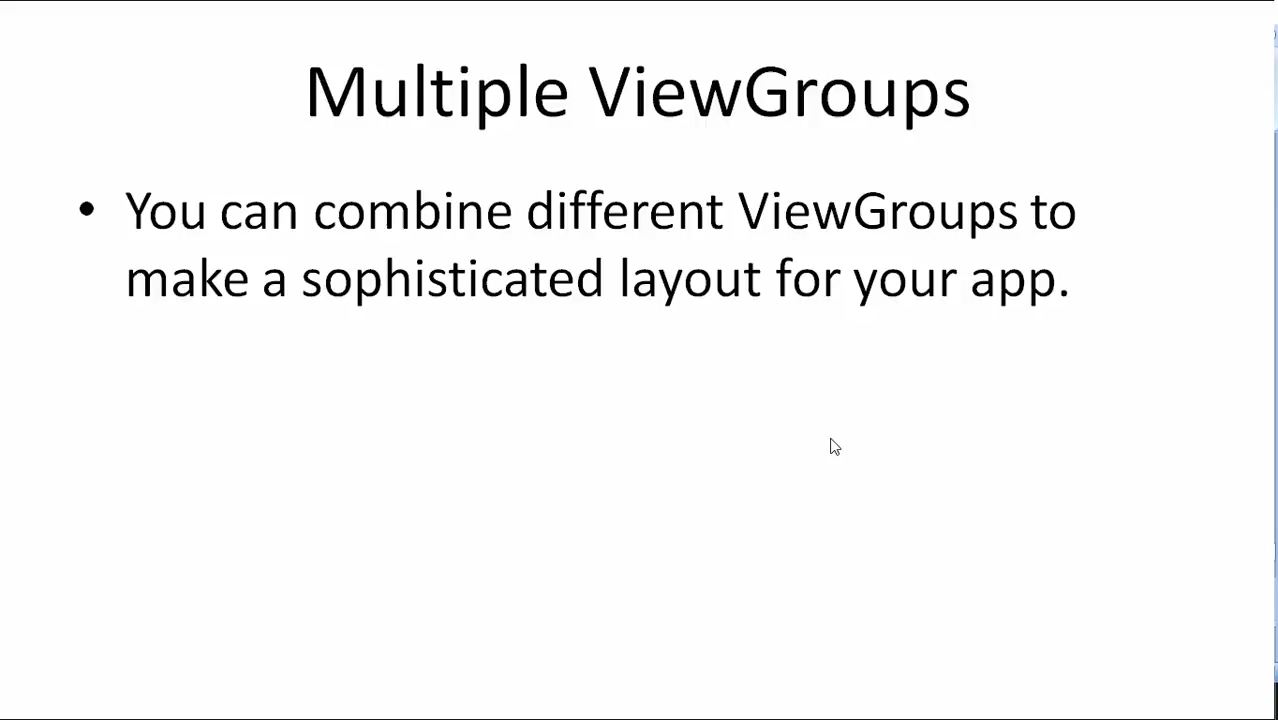 Multiple ViewGroups
• You can combine different ViewGroups to
make a sophisticated layout for your app.